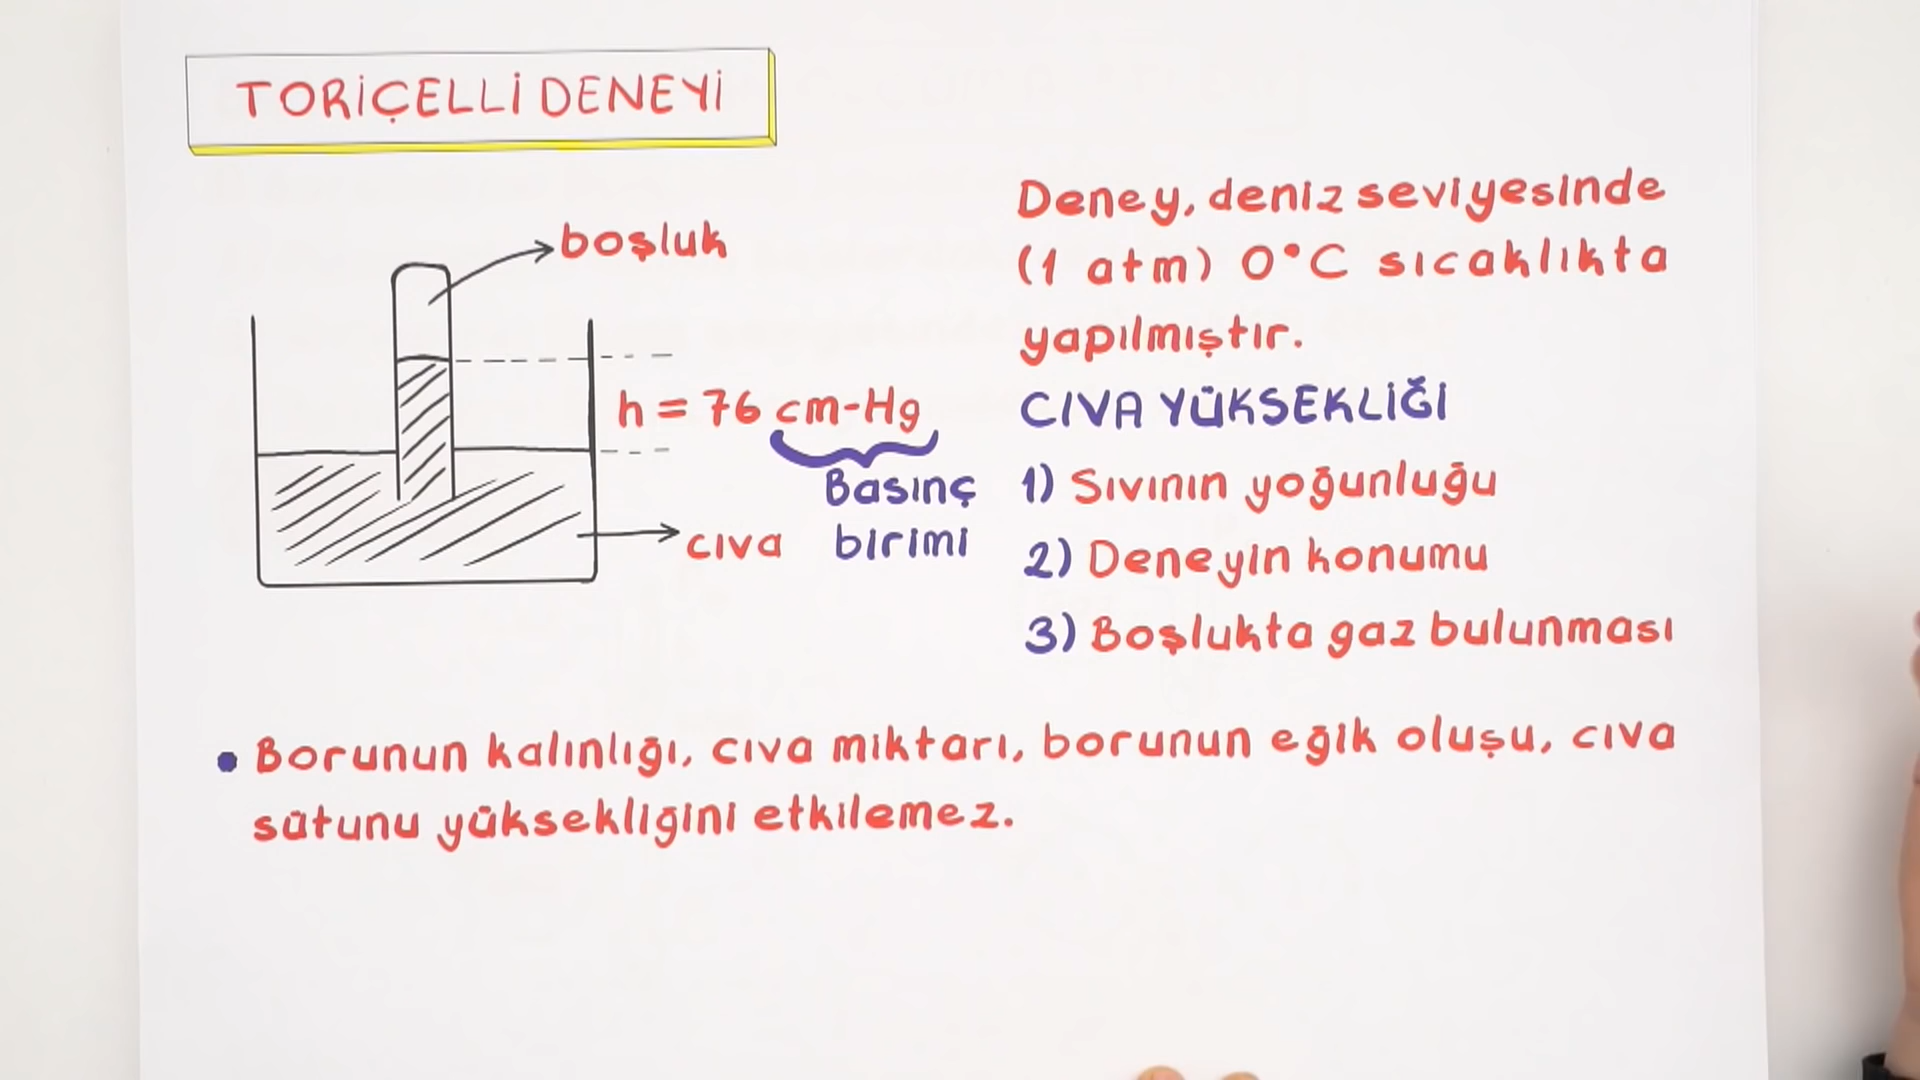 TORİÇELLİ DENEYİ
boşluk
h = 76 cm-Hg
Basınç
birimi
cıva
Deney, deniz seviyesinde
(1 atm) 0°C sıcaklıkta
yapılmıştır.
CIVA YÜKSEKLİĞİ
1) Sıvının yoğunluğu
2) Deneyin konumu
3) Boşlukta gaz bulunması
• Borunun kalınlığı, cıva miktarı, borunun eğik oluşu, cıva
sütunu yüksekliğini etkilemez.